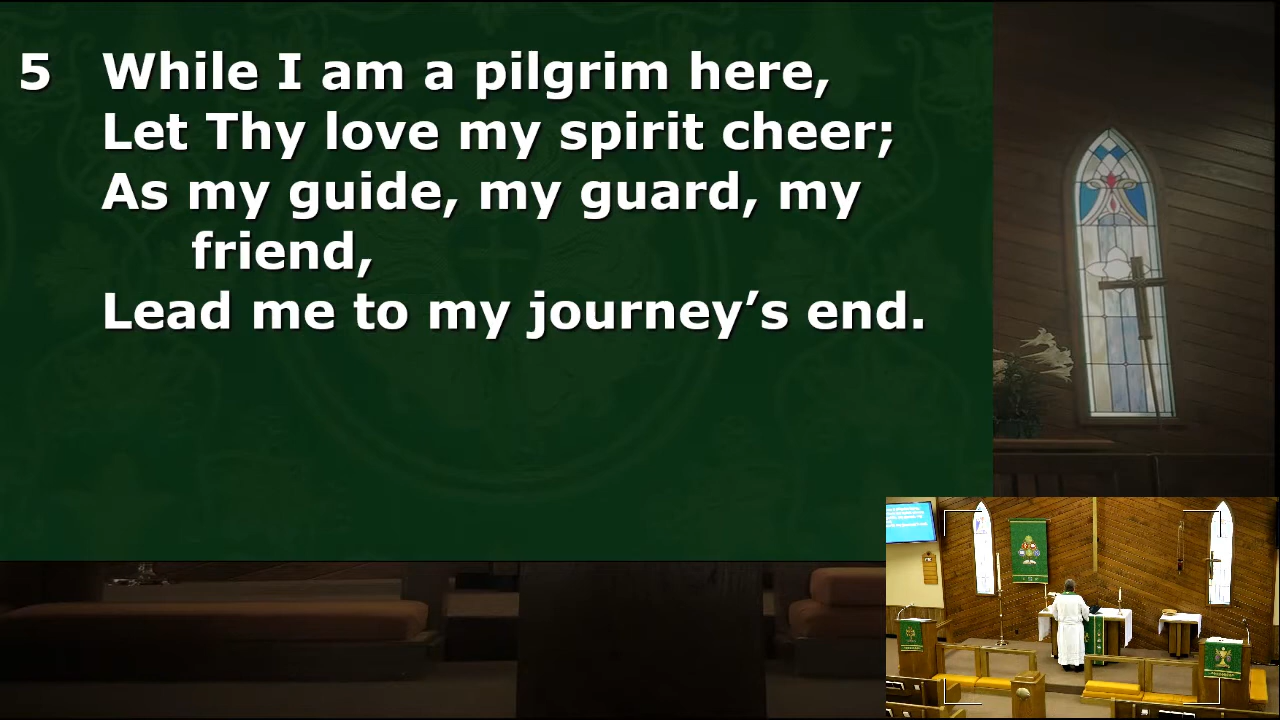 5 While I am a pilgrim here,
Let Thy love my spirit cheer;
As my guide, my guard, my
friend,
Lead me to my journey’s end.